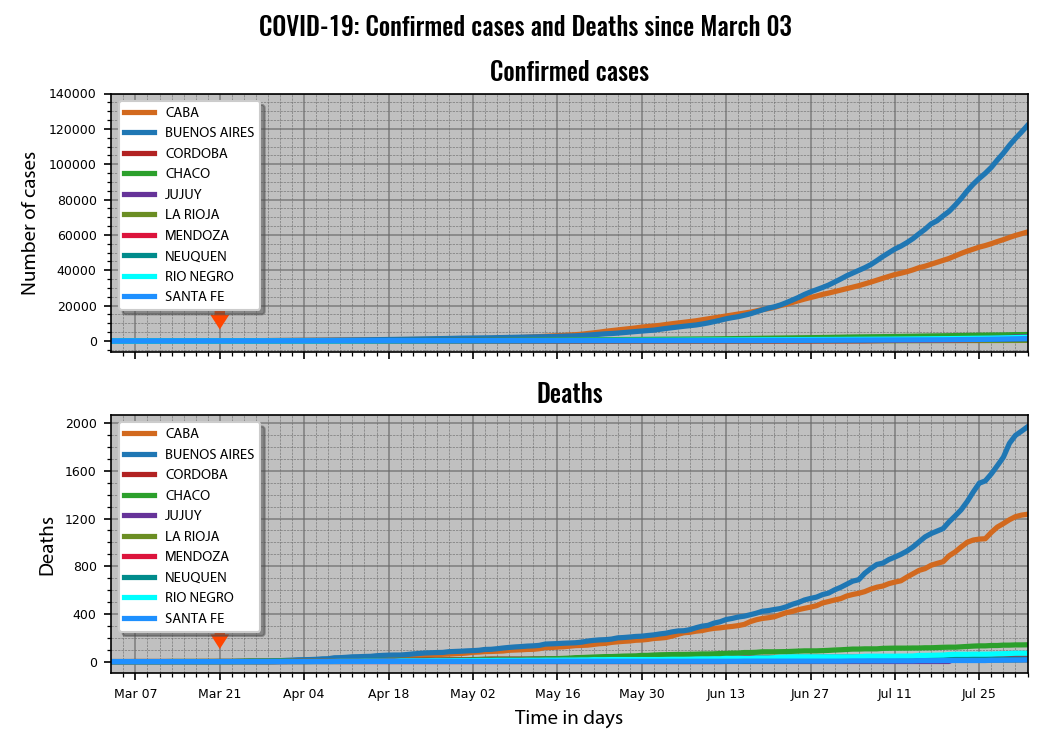 COVID-19: Confirmed cases and Deaths since March 03
Confirmed cases
Number of cases
140000
120000
100000
80000
60000
40000
20000
0
CABA
BUENOS AIRES
CORDOBA
CHACO
JUJUY
LA RIOJA
MENDOZA
NEUQUEN
RIO NEGRO
SANTA FE
Deaths
Deaths
2000
1600
1200
800
400
0
CABA
BUENOS AIRES
CORDOBA
CHACO
JUJUY
LA RIOJA
MENDOZA
NEUQUEN
RIO NEGRO
SANTA FE
Mar 07 Mar 21 Apr 04 Apr 18 May 02 May 16 May 30 Jun 13 Jun 27 Jul 11 Jul 25
Time in days